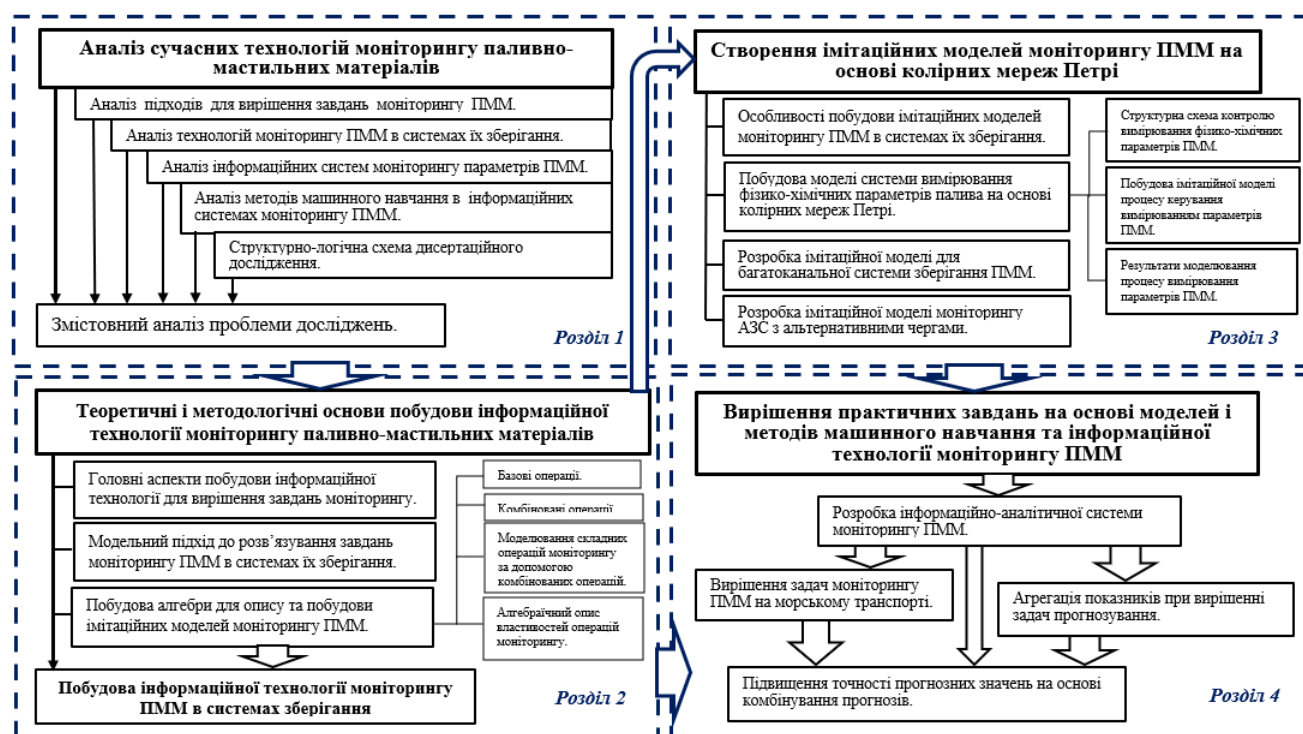 Аналіз сучасних технологій моніторингу паливно-
мастильних матеріалів
Аналіз підходів для вирішення завдань моніторингу ПММ.
Аналіз технологій моніторингу ПММ в системах їх зберігання.
Аналіз інформаційних систем моніторингу параметрів ПММ.
Аналіз методів машинного навчання в інформаційних
системах моніторингу ПММ.
Структурно-логічна схема дисертаційного
дослідження.
Змістовний аналіз проблеми досліджень.
Розділ 1
Теоретичні і методологічні основи побудови інформаційної
технології моніторингу паливно-мастильних матеріалів
Головні аспекти побудови інформаційної
технології для вирішення завдань моніторингу.
Модельний підхід до розв’язування завдань
моніторингу ПММ в системах їх зберігання.
Побудова алгебри для опису та побудови
імітаційних моделей моніторингу ПММ.
Базові операції.
Комбіновані операції
Моделювання складних
операцій моніторингу
за допомогою
комбінованих операцій.
Алгебраїчний опис
властивостей операцій
моніторингу.
Побудова інформаційної технології моніторингу
ПММ в системах зберігання
Розділ 2
Створення імітаційних моделей моніторингу ПММ на
основі колірних мереж Петрі
Особливості побудови імітаційних моделей
моніторингу ПММ в системах їх зберігання.
Побудова моделі системи вимірювання
фізико-хімічних параметрів палива на основі
колірних мереж Петрі.
Розробка імітаційної моделі для
багатоканальної системи зберігання ПММ.
Розробка імітаційної моделі моніторингу
АЗС з альтернативними чергами.
Структурна схема контролю
вимірювання фізико-хімічних
параметрів ПММ.
Побудова імітаційної моделі
процесу керування
вимірюванням параметрів
ПММ.
Результати моделювання
процесу вимірювання
параметрів ПММ.
Розділ 3
Вирішення практичних завдань на основі моделей і
методів машинного навчання та інформаційної
технології моніторингу ПММ
Розробка інформаційно-аналітичної системи
моніторингу ПММ.
Вирішення задач моніторингу
ПММ на морському транспорті.
Агрегація показників при вирішенні
задач прогнозування.
Підвищення точності прогнозних значень на основі
комбінування прогнозів.
Розділ 4